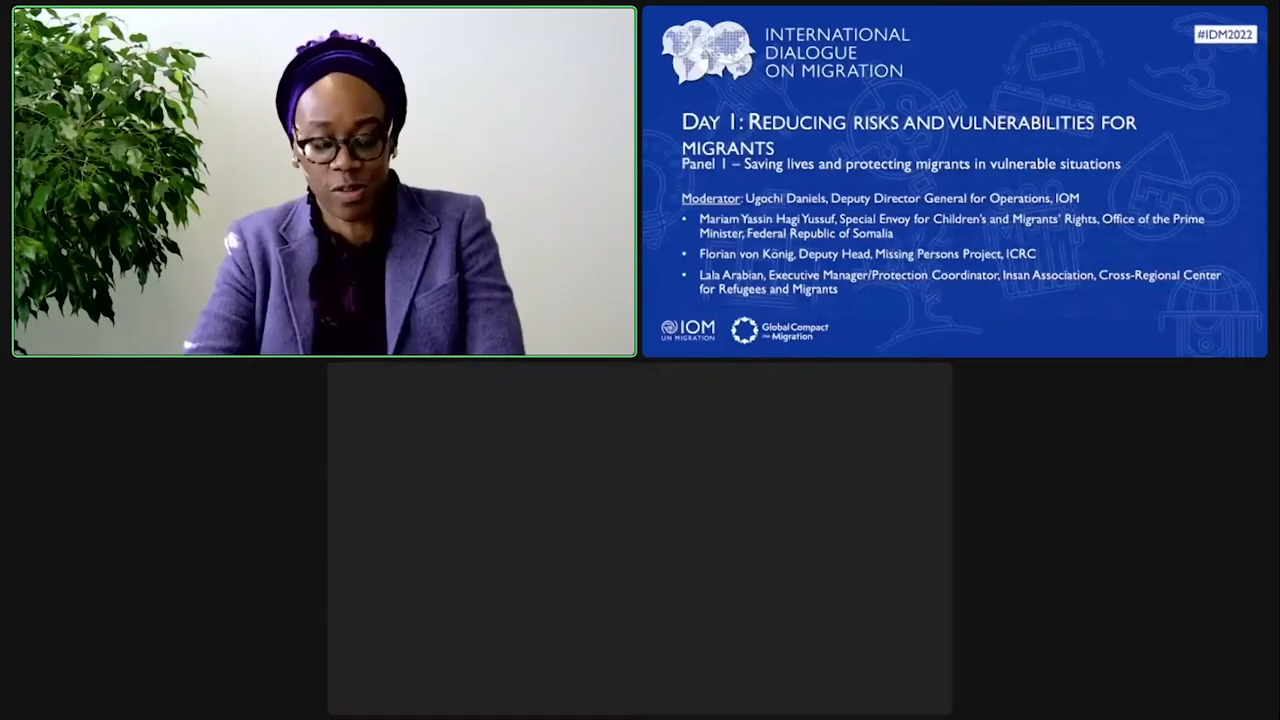 INTERNATIONAL
DIALOGUE
ON MIGRATION
#IDM2022
DAY 1: REDUCING RISKS AND VULNERABILITIES FOR
MIGRANTS
Panel 1 – Saving lives and protecting migrants in vulnerable situations
Moderator: Ugochi Daniels, Deputy Director General for Operations, IOM
• Mariam Yassin Hagi Yussuf, Special Envoy for Children's and Migrants' Rights, Office of the Prime
Minister, Federal Republic of Somalia
• Florian von König, Deputy Head, Missing Persons Project, ICRC
• Lala Arabian, Executive Manager/Protection Coordinator, Insan Association, Cross-Regional Center
for Refugees and Migrants
IOM
UN MIGRATION
Global Compact
for Migration